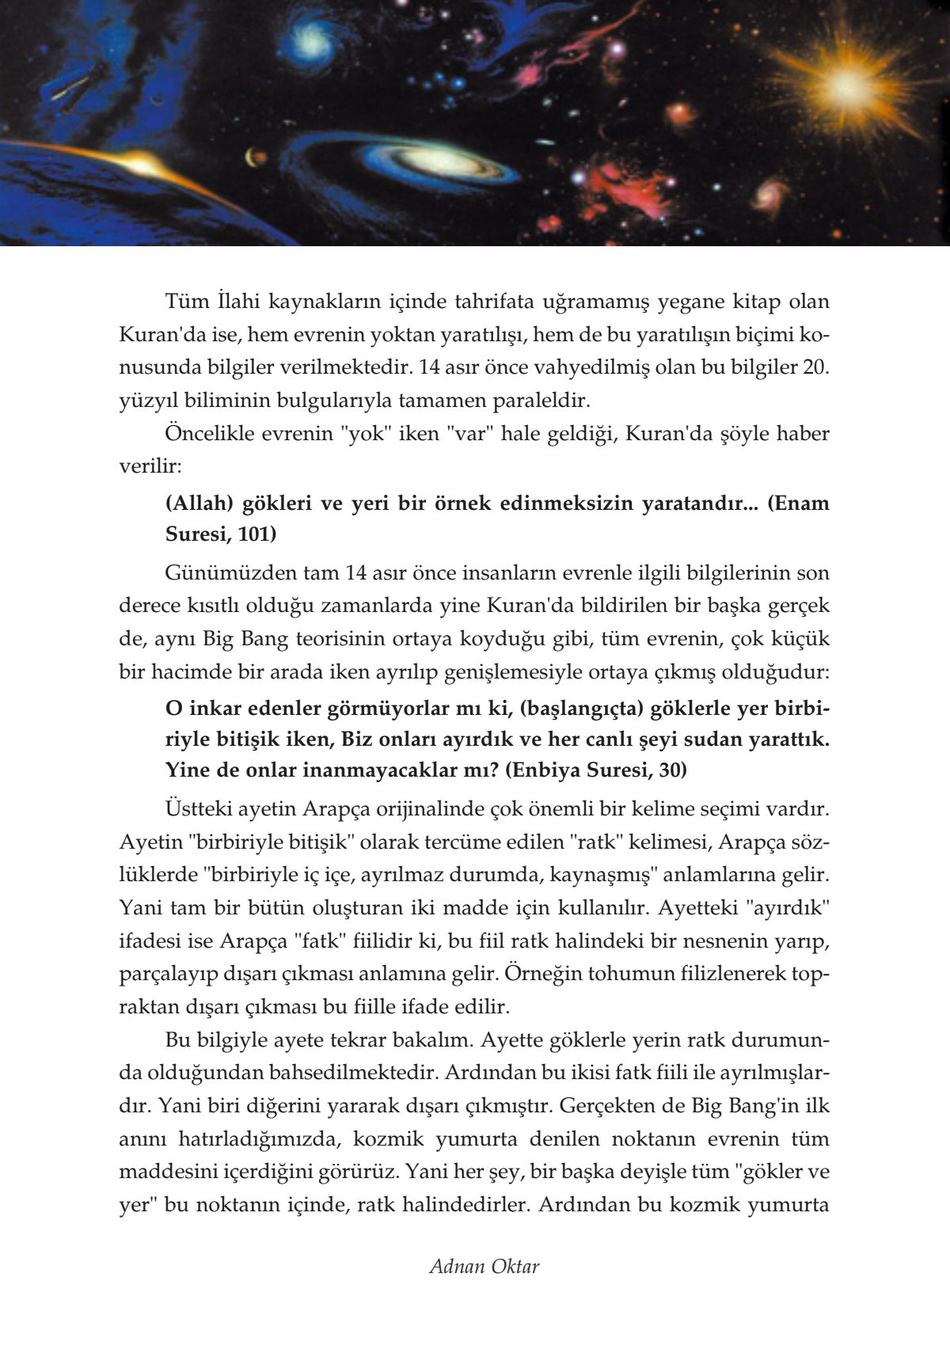 Tüm İlahi kaynakların içinde tahrifata uğramamış yegane kitap olan
Kuran'da ise, hem evrenin yoktan yaratılışı, hem de bu yaratılışın biçimi ko-
nusunda bilgiler verilmektedir. 14 asır önce vahyedilmiş olan bu bilgiler 20.
yüzyıl biliminin bulgularıyla tamamen paraleldir.
Öncelikle evrenin "yok" iken "var" hale geldiği, Kuran'da şöyle haber
verilir:
(Allah) gökleri ve yeri bir örnek edinmeksizin yaratandır... (Enam
Suresi, 101)
Günümüzden tam 14 asır önce insanların evrenle ilgili bilgilerinin son
derece kısıtlı olduğu zamanlarda yine Kuran'da bildirilen bir başka gerçek
de, aynı Big Bang teorisinin ortaya koyduğu gibi, tüm evrenin, çok küçük
bir hacimde bir arada iken ayrılıp genişlemesiyle ortaya çıkmış olduğudur:
O inkar edenler görmüyorlar mı ki, (başlangıçta) göklerle yer birbi-
riyle bitişik iken, Biz onları ayırdık ve her canlı şeyi sudan yarattık.
Yine de onlar inanmayacaklar mı? (Enbiya Suresi, 30)
Üstteki ayetin Arapça orijinalinde çok önemli bir kelime seçimi vardır.
Ayetin "birbiriyle bitişik" olarak tercüme edilen "ratk" kelimesi, Arapça söz-
lüklerde "birbiriyle iç içe, ayrılmaz durumda, kaynaşmış" anlamlarına gelir.
Yani tam bir bütün oluşturan iki madde için kullanılır. Ayetteki "ayırdık"
ifadesi ise Arapça "fatk" fiilidir ki, bu fiil ratk halindeki bir nesnenin yarıp,
parçalayıp dışarı çıkması anlamına gelir. Örneğin tohumun filizlenerek top-
raktan dışarı çıkması bu fiille ifade edilir.
Bu bilgiyle ayete tekrar bakalım. Ayette göklerle yerin ratk durumun-
da olduğundan bahsedilmektedir. Ardından bu ikisi fatk fiili ile ayrılmışlar-
dır. Yani biri diğerini yararak dışarı çıkmıştır. Gerçekten de Big Bang'in ilk
anını hatırladığımızda, kozmik yumurta denilen noktanın evrenin tüm
maddesini içerdiğini görürüz. Yani her şey, bir başka deyişle tüm "gökler ve
yer" bu noktanın içinde, ratk halindedirler. Ardından bu kozmik yumurta
Adnan Oktar